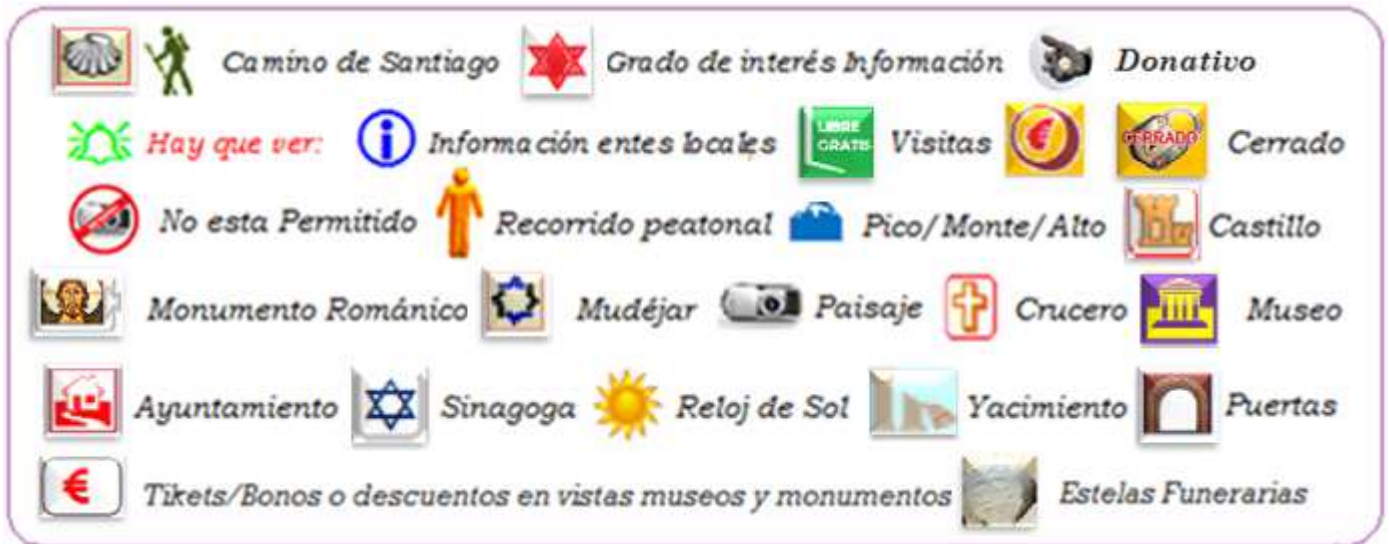 Camino de Santiago Grado de interés Información Donativo
Hay que ver: i Información entes locales LIBRE GRATIS Visitas € CERRADO Cerrado
No esta Permitido Recorrido peatonal Pico/Monte/Alto Castillo
Monumento Románico Mudéjar Paisaje Crucero Museo
Ayuntamiento Sinagoga Reloj de Sol Yacimiento Puertas
€ Tikets/Bonos o descuentos en vistas museos y monumentos Estelas Funerarias